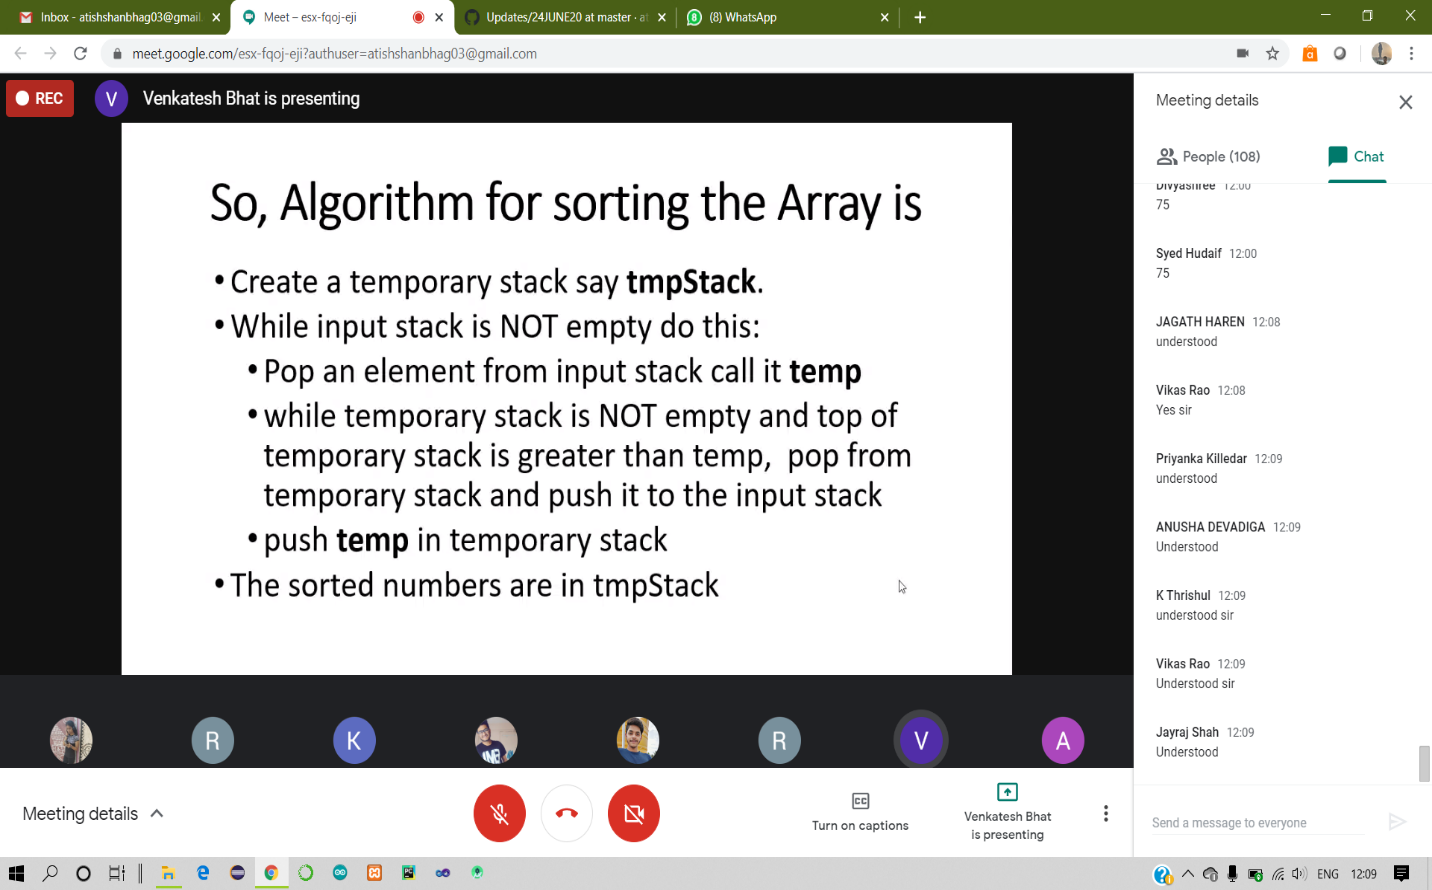 Inbox - atishshanbhag03@gmail.
Meet – esx-fqoj-eji
Updates/24JUNE20 at master · at
(8) WhatsApp
meet.google.com/esx-fqoj-eji?authuser=atishshanbhag03@gmail.com
REC
V
Venkatesh Bhat is presenting
So, Algorithm for sorting the Array is
• Create a temporary stack say tmpStack.
• While input stack is NOT empty do this:
• Pop an element from input stack call it temp
• while temporary stack is NOT empty and top of
temporary stack is greater than temp, pop from
temporary stack and push it to the input stack
• push temp in temporary stack
• The sorted numbers are in tmpStack
R
K
R
V
A
Meeting details
Turn on captions
Venkatesh Bhat
is presenting
Meeting details
People (108)
Chat
Divyashree 12:00
75
Syed Hudaif 12:00
75
JAGATH HAREN 12:08
understood
Vikas Rao 12:08
Yes sir
Priyanka Killedar 12:09
understood
ANUSHA DEVADIGA 12:09
Understood
K Thrishul 12:09
understood sir
Vikas Rao 12:09
Understood sir
Jayraj Shah 12:09
Understood
Send a message to everyone
ENG
12:09